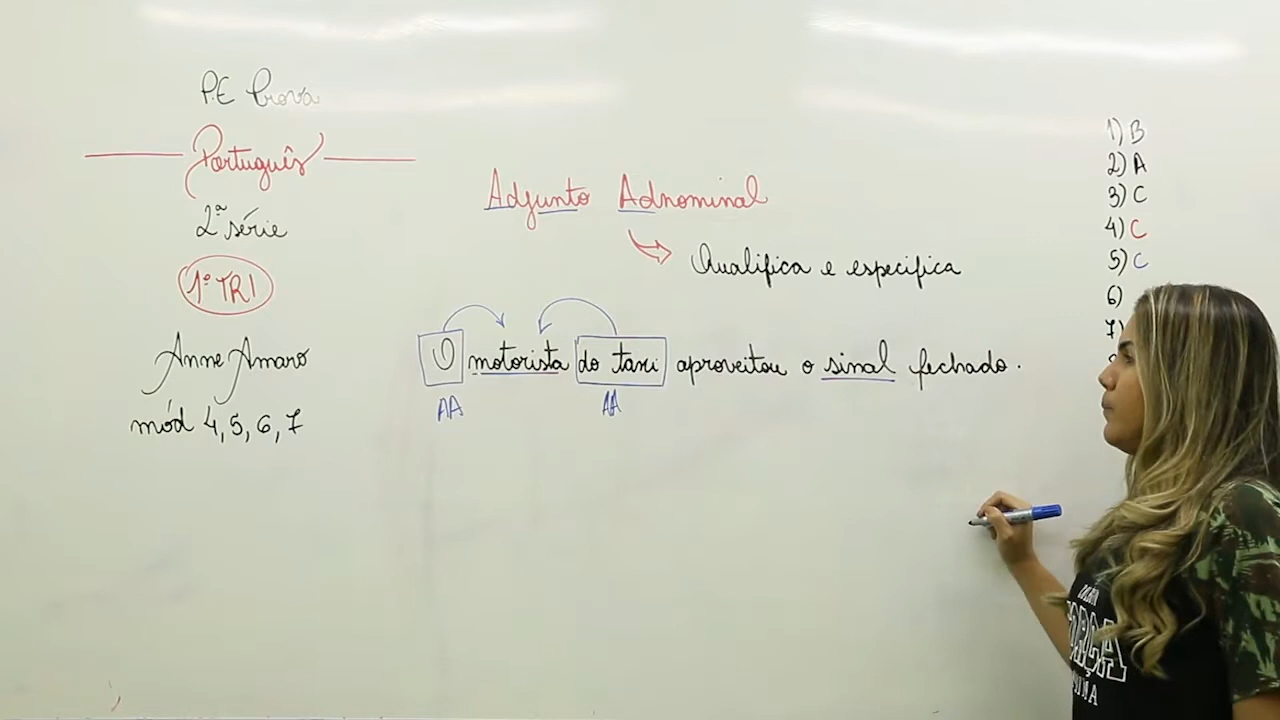 P.E Prova
Português
2ª série
1º TRI
Anne Amaro
mód 4, 5, 6, 7
Adjunto Adnominal
Qualifica e especifica
O motorista do taxi aproveitou o sinal fechado.
AA AA
1) B
2) A
3) C
4) C
5) C
6)
7)
FORÇA